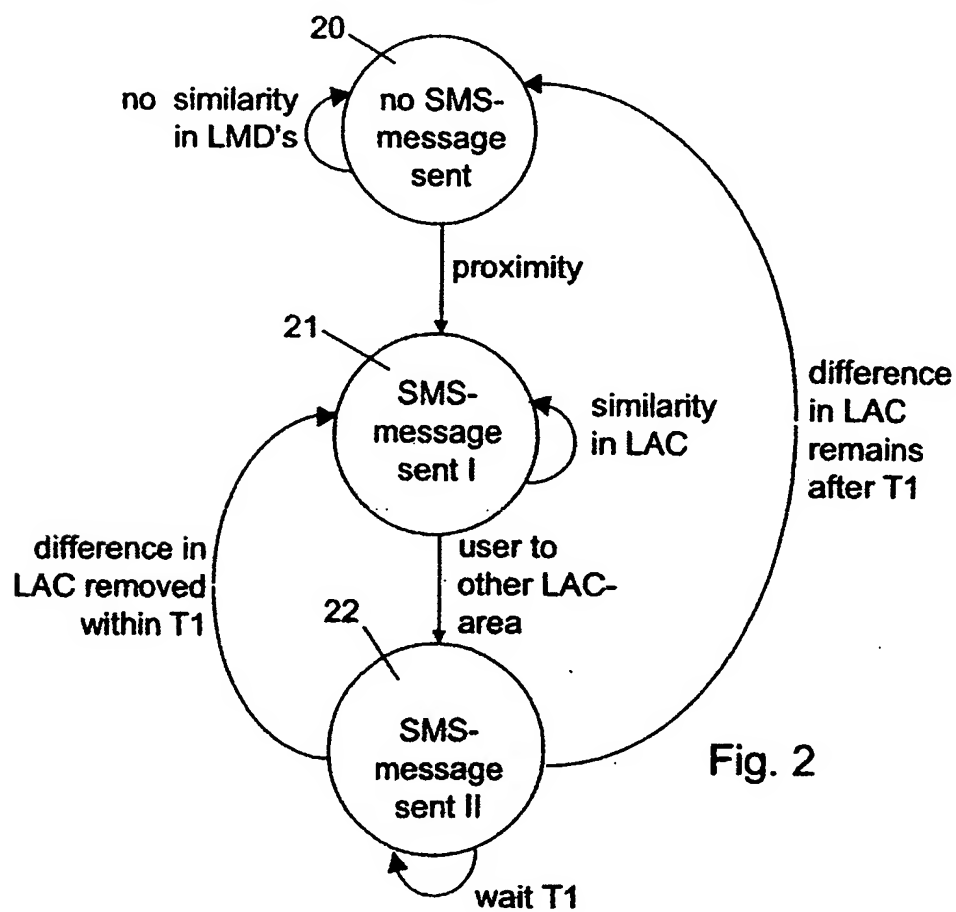 20
no similarity
in LMD's
no SMS-
message
sent
proximity
21
SMS-
message
sent I
similarity
in LAC
difference
in LAC
remains
after T1
difference in
LAC removed
within T1
user to
other LAC-
area
22
SMS-
message
sent II
Fig. 2
wait T1